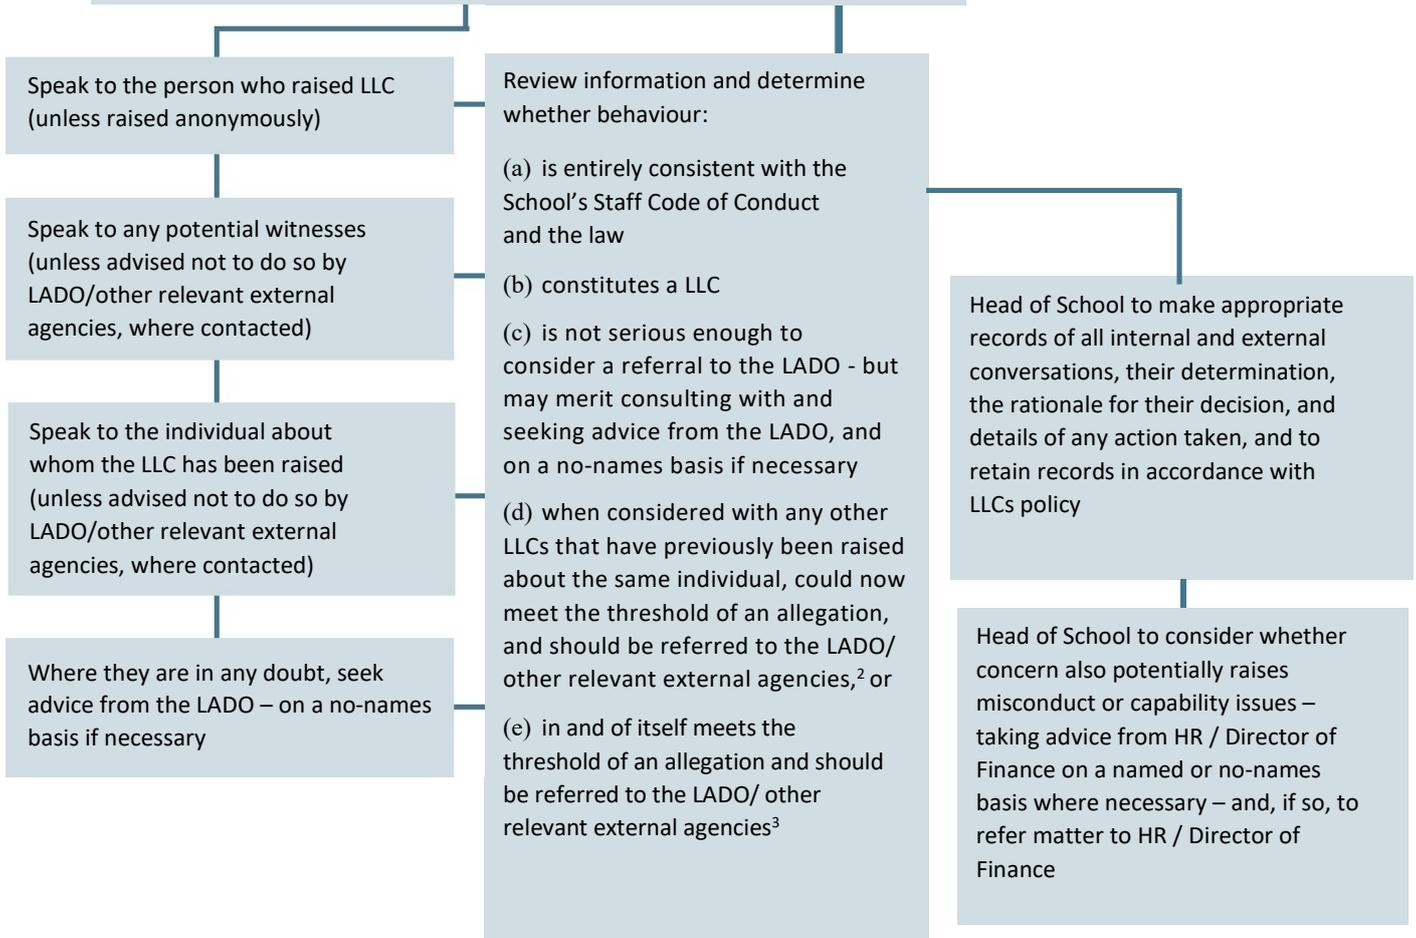 Speak to the person who raised LLC
(unless raised anonymously)
Speak to any potential witnesses
(unless advised not to do so by
LADO/other relevant external
agencies, where contacted)
Speak to the individual about
whom the LLC has been raised
(unless advised not to do so by
LADO/other relevant external
agencies, where contacted)
Where they are in any doubt, seek
advice from the LADO – on a no-names
basis if necessary
Review information and determine
whether behaviour:
(a) is entirely consistent with the
School’s Staff Code of Conduct
and the law
(b) constitutes a LLC
(c) is not serious enough to
consider a referral to the LADO - but
may merit consulting with and
seeking advice from the LADO, and
on a no-names basis if necessary
(d) when considered with any other
LLCs that have previously been raised
about the same individual, could now
meet the threshold of an allegation,
and should be referred to the LADO/
other relevant external agencies,² or
(e) in and of itself meets the
threshold of an allegation and should
be referred to the LADO/ other
relevant external agencies³
Head of School to make appropriate
records of all internal and external
conversations, their determination,
the rationale for their decision, and
details of any action taken, and to
retain records in accordance with
LLCs policy
Head of School to consider whether
concern also potentially raises
misconduct or capability issues –
taking advice from HR / Director of
Finance on a named or no-names
basis where necessary – and, if so, to
refer matter to HR / Director of
Finance